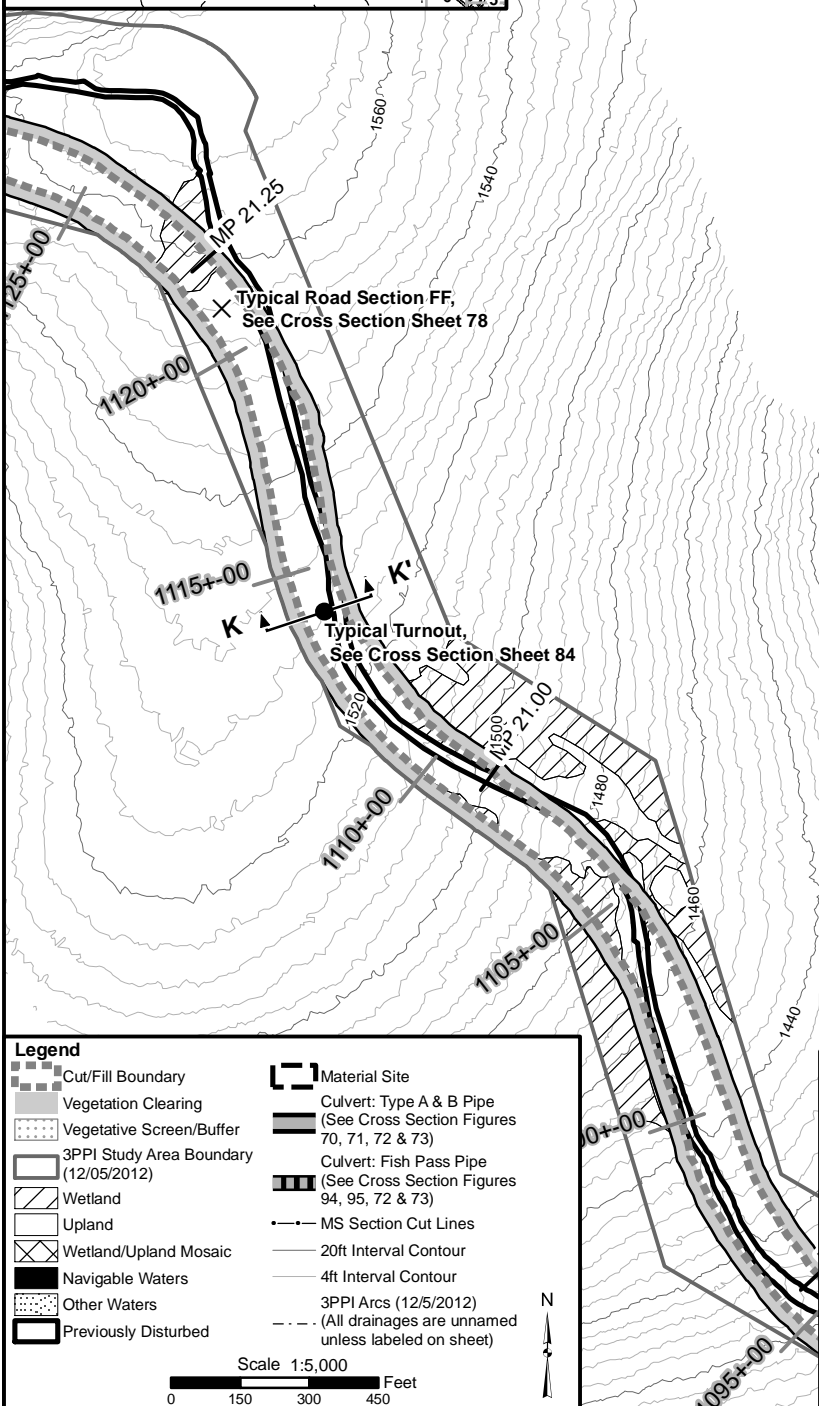 1560
1540
MP 21.25
Typical Road Section FF,
See Cross Section Sheet 78
1120+-00
1115+-00
K
K'
Typical Turnout,
See Cross Section Sheet 84
1520
1500
MP 21.00
1480
1110+-00
1460
1105+-00
1440
1095+-00
Legend
Cut/Fill Boundary
Vegetation Clearing
Vegetative Screen/Buffer
3PPI Study Area Boundary
(12/05/2012)
Wetland
Upland
Wetland/Upland Mosaic
Navigable Waters
Other Waters
Previously Disturbed
Material Site
Culvert: Type A & B Pipe
(See Cross Section Figures
70, 71, 72 & 73)
Culvert: Fish Pass Pipe
(See Cross Section Figures
94, 95, 72 & 73)
MS Section Cut Lines
20ft Interval Contour
4ft Interval Contour
3PPI Arcs (12/5/2012)
(All drainages are unnamed
unless labeled on sheet)
N
Scale 1:5,000
Feet
0 150 300 450